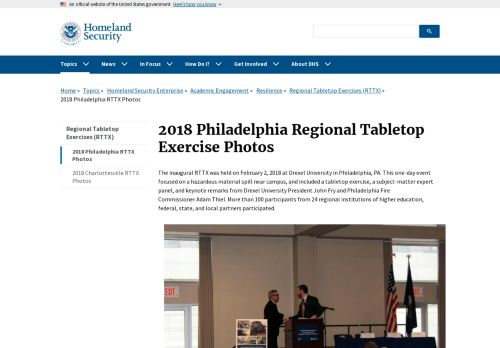 An official website of the United States government Here's how you know
Homeland
Security
Topics News In Focus How Do I? Get Involved About DHS
Home » Topics » Homeland Security Enterprise » Academic Engagement » Resilience » Regional Tabletop Exercises (RTTX) »
2018 Philadelphia RTTX Photos
Regional Tabletop
Exercises (RTTX)
2018 Philadelphia RTTX
Photos
2018 Charlottesville RTTX
Photos
2018 Philadelphia Regional Tabletop
Exercise Photos
The inaugural RTTX was held on February 2, 2018 at Drexel University in Philadelphia, PA. This one-day event
focused on a hazardous material spill near campus, and included a tabletop exercise, a subject-matter expert
panel, and keynote remarks from Drexel University President John Fry and Philadelphia Fire
Commissioner Adam Thiel. More than 100 participants from 24 regional institutions of higher education,
federal, state, and local partners participated.